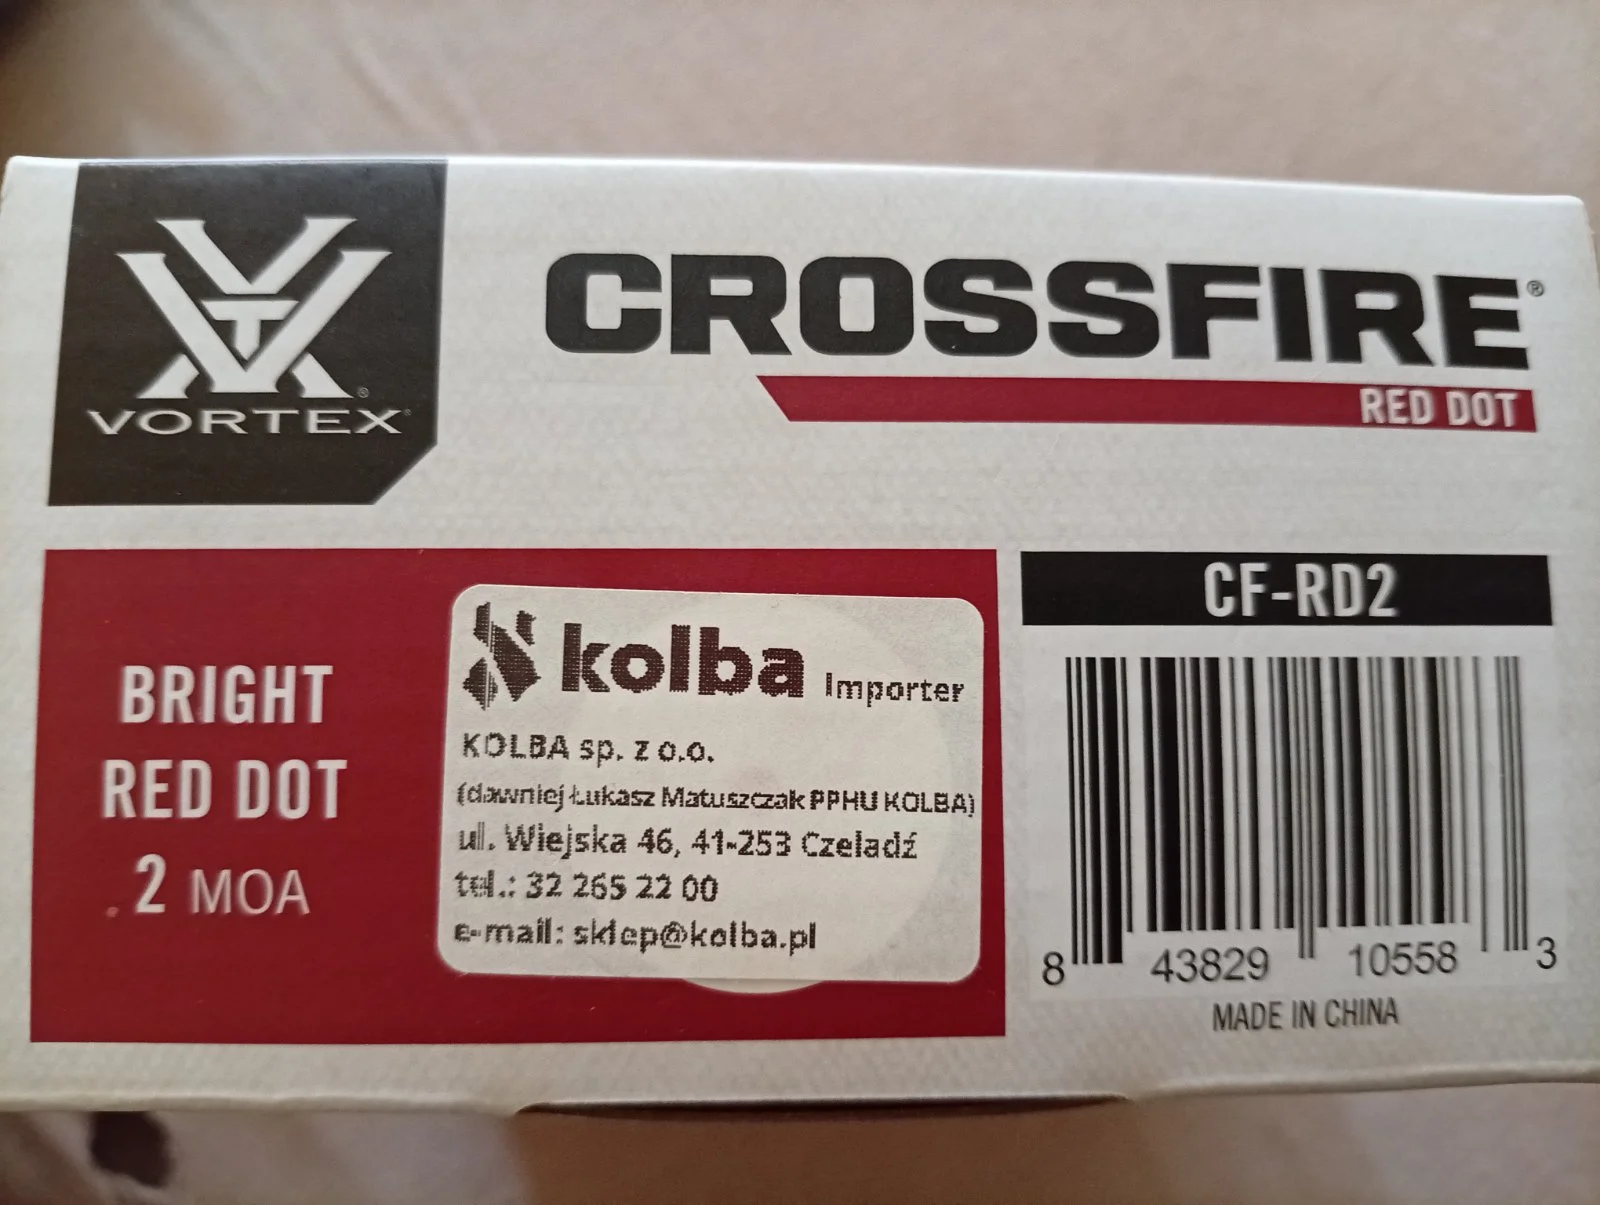 VORTEX®
CROSSFIRE®
RED DOT
BRIGHT
RED DOT
2 MOA
kolba Importer
KOLBA sp. z o.o.
(dawniej Łukasz Matuszczak PPHU KOLBA)
ul. Wiejska 46, 41-253 Czeladź
tel.: 32 265 22 00
e-mail: sklep@kolba.pl
CF-RD2
8 43829 10558 3
MADE IN CHINA